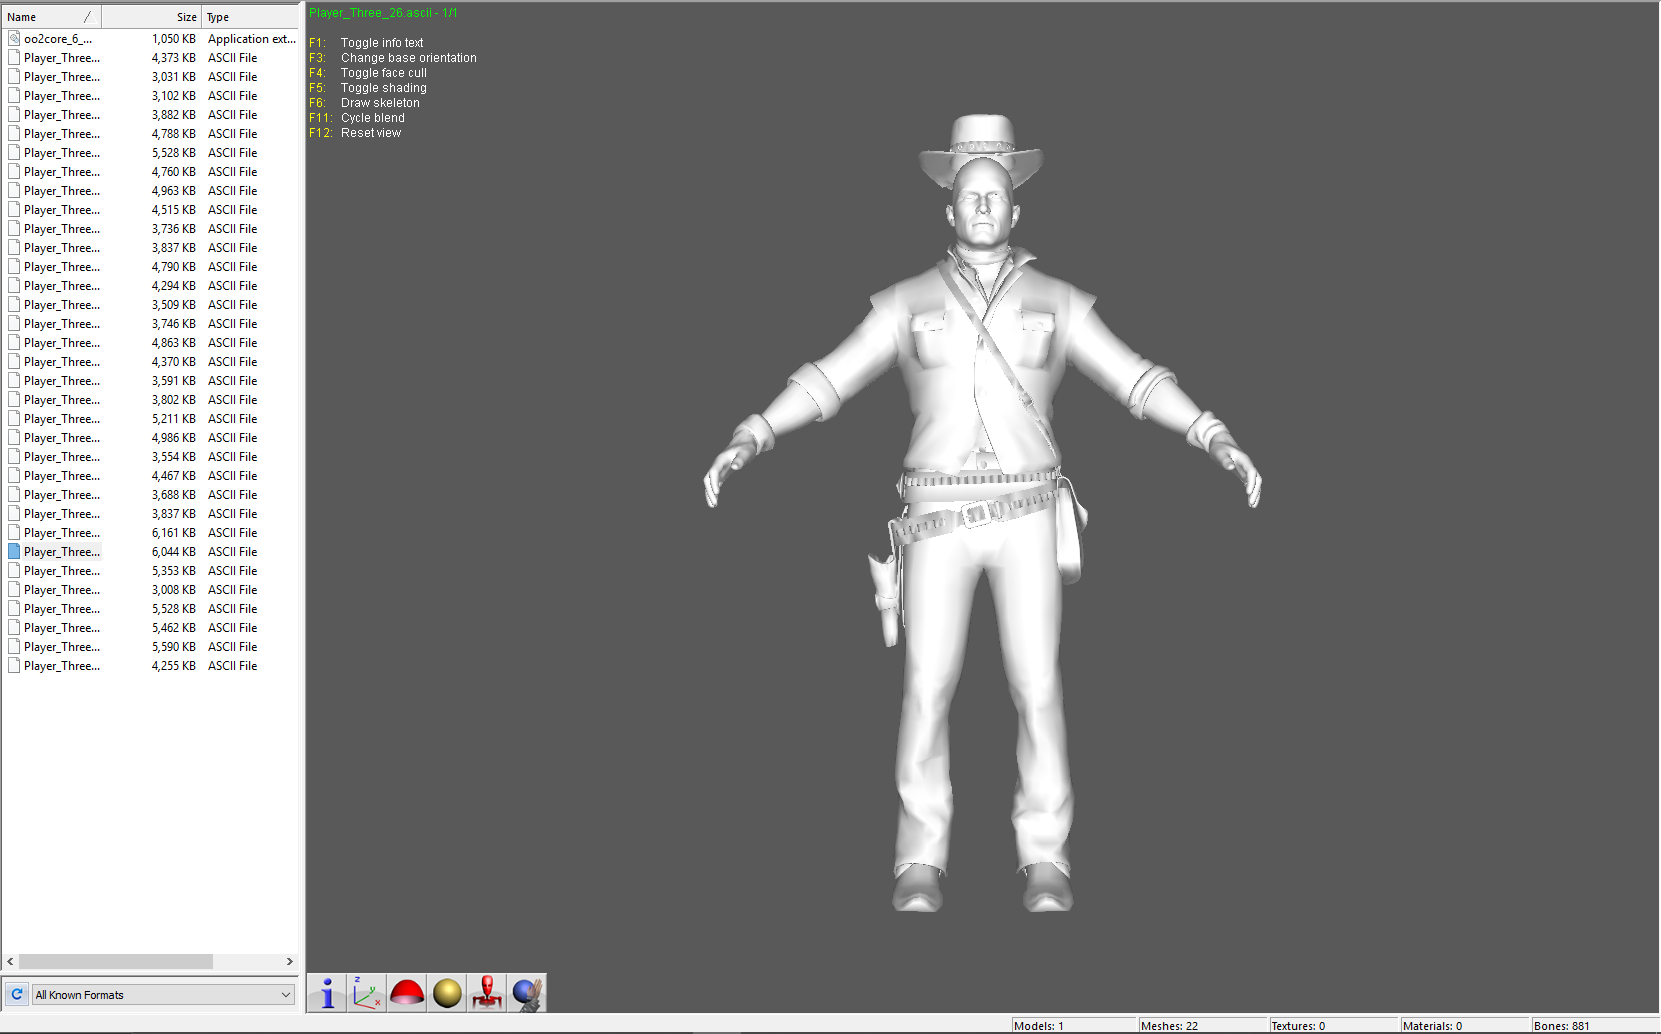 Name Size Type
oo2core_6_... 1,050 KB Application ext...
Player_Three... 4,373 KB ASCII File
Player_Three... 3,031 KB ASCII File
Player_Three... 3,102 KB ASCII File
Player_Three... 3,882 KB ASCII File
Player_Three... 4,788 KB ASCII File
Player_Three... 5,528 KB ASCII File
Player_Three... 4,760 KB ASCII File
Player_Three... 4,963 KB ASCII File
Player_Three... 4,515 KB ASCII File
Player_Three... 3,736 KB ASCII File
Player_Three... 3,837 KB ASCII File
Player_Three... 4,790 KB ASCII File
Player_Three... 4,294 KB ASCII File
Player_Three... 3,509 KB ASCII File
Player_Three... 3,746 KB ASCII File
Player_Three... 4,863 KB ASCII File
Player_Three... 4,370 KB ASCII File
Player_Three... 3,591 KB ASCII File
Player_Three... 3,802 KB ASCII File
Player_Three... 5,211 KB ASCII File
Player_Three... 4,986 KB ASCII File
Player_Three... 3,554 KB ASCII File
Player_Three... 4,467 KB ASCII File
Player_Three... 3,688 KB ASCII File
Player_Three... 3,837 KB ASCII File
Player_Three... 6,161 KB ASCII File
Player_Three... 6,044 KB ASCII File
Player_Three... 5,353 KB ASCII File
Player_Three... 3,008 KB ASCII File
Player_Three... 5,528 KB ASCII File
Player_Three... 5,462 KB ASCII File
Player_Three... 5,590 KB ASCII File
Player_Three... 4,255 KB ASCII File
All Known Formats
Player_Three_26.ascii - 1/1
F1: Toggle info text
F3: Change base orientation
F4: Toggle face cull
F5: Toggle shading
F6: Draw skeleton
F11: Cycle blend
F12: Reset view
z y x
Models: 1 Meshes: 22 Textures: 0 Materials: 0 Bones: 881